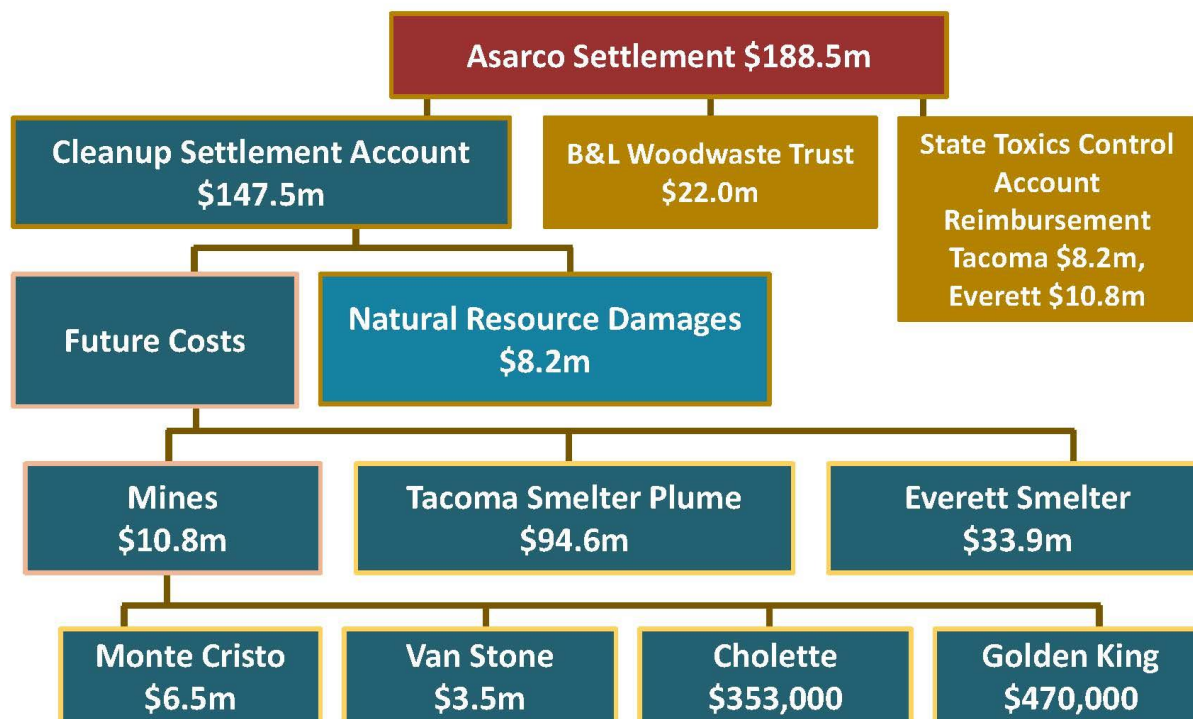 Asarco Settlement $188.5m
Cleanup Settlement Account
$147.5m
B&L Woodwaste Trust
$22.0m
State Toxics Control
Account
Reimbursement
Tacoma $8.2m,
Everett $10.8m
Future Costs
Natural Resource Damages
$8.2m
Mines
$10.8m
Tacoma Smelter Plume
$94.6m
Everett Smelter
$33.9m
Monte Cristo
$6.5m
Van Stone
$3.5m
Cholette
$353,000
Golden King
$470,000